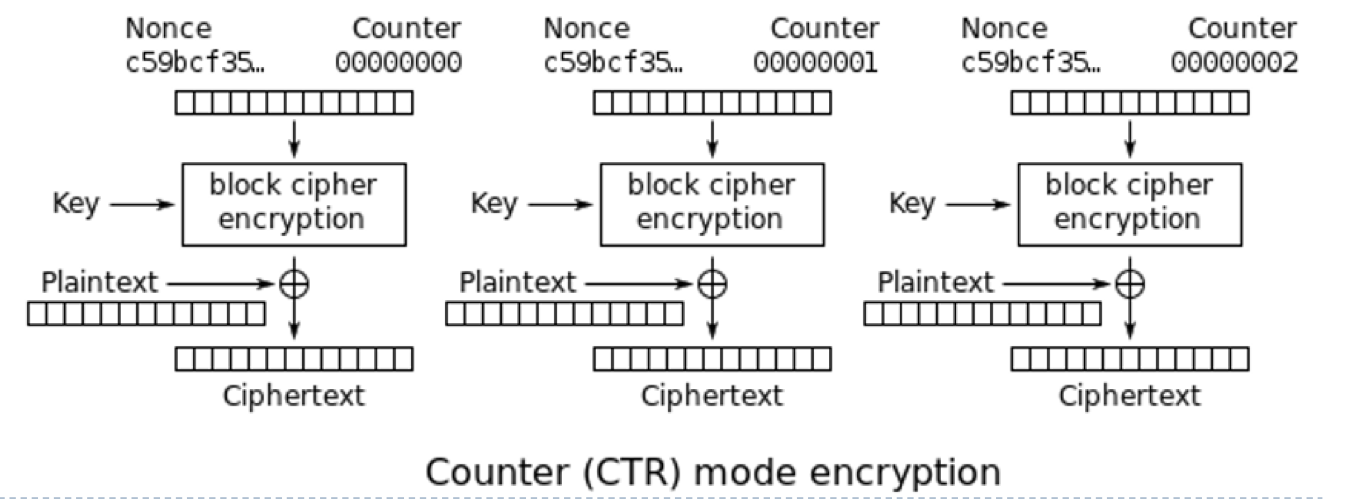 Nonce Counter Nonce Counter Nonce Counter
c59bcf35… 00000000 c59bcf35… 00000001 c59bcf35… 00000002
block cipher encryption block cipher encryption block cipher encryption
Key Key Key
Plaintext Plaintext Plaintext
Ciphertext Ciphertext Ciphertext
Counter (CTR) mode encryption